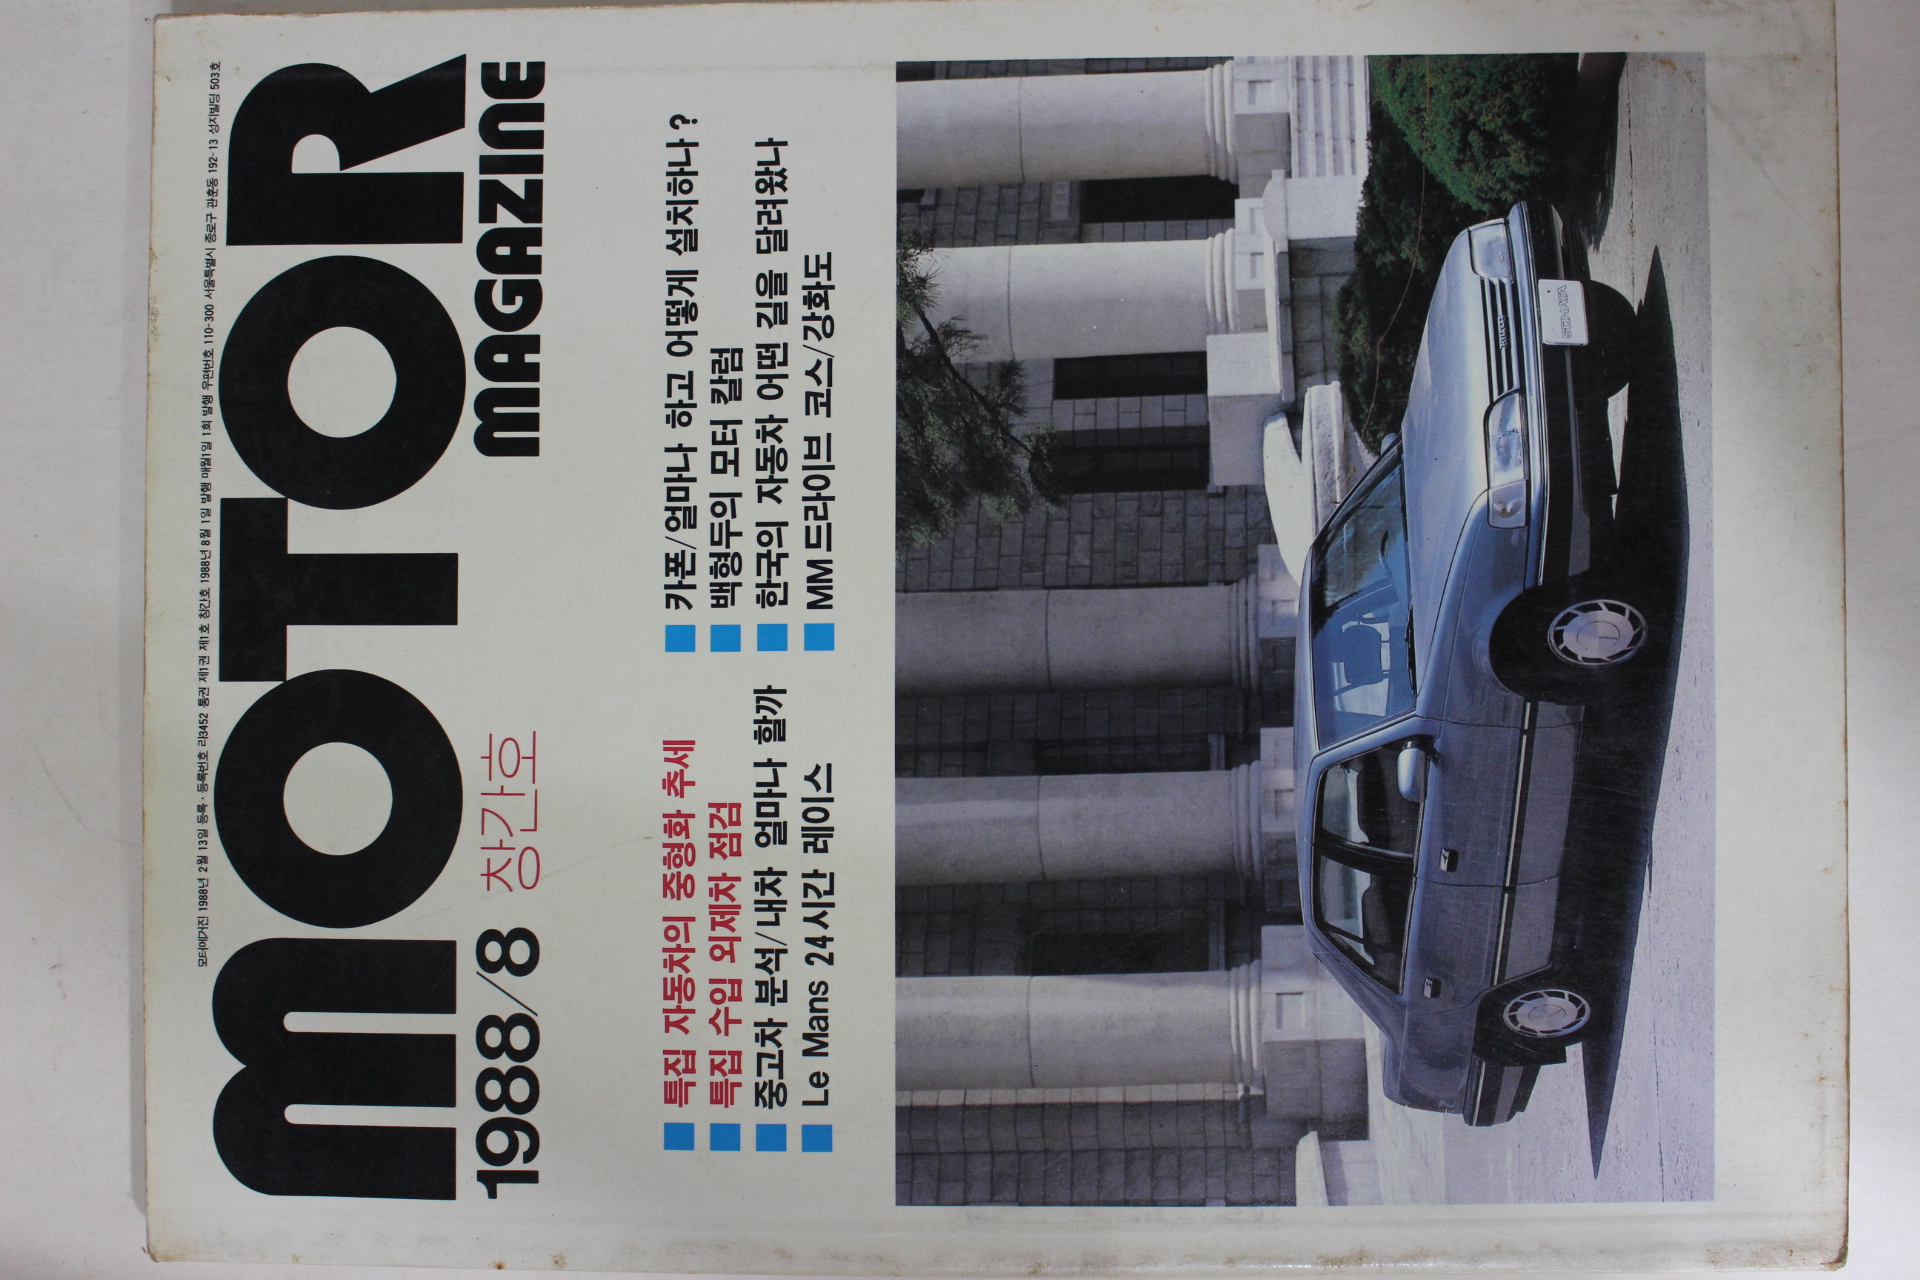 모터메거진 1988년 2월 13일 등록·등록번호 라3452 통권 제1권 제1호 창간호 1988년 8월 1일 발행 매월1일 1회 발행 우편번호 110-300 서울특별시 종로구 관훈동 192-13 성지빌딩 503호
MOTOR
MAGAZINE
1988/8 창간호
특집 자동차의 중형화 추세
특집 수입 외제차 점검
중고차 분석/내차 얼마나 할까
Le Mans 24시간 레이스
카폰/얼마나 하고 어떻게 설치하나?
백형두의 모터 칼럼
한국의 자동차 어떤 길을 달려왔나
MM드라이브 코스/강화도
SONATA